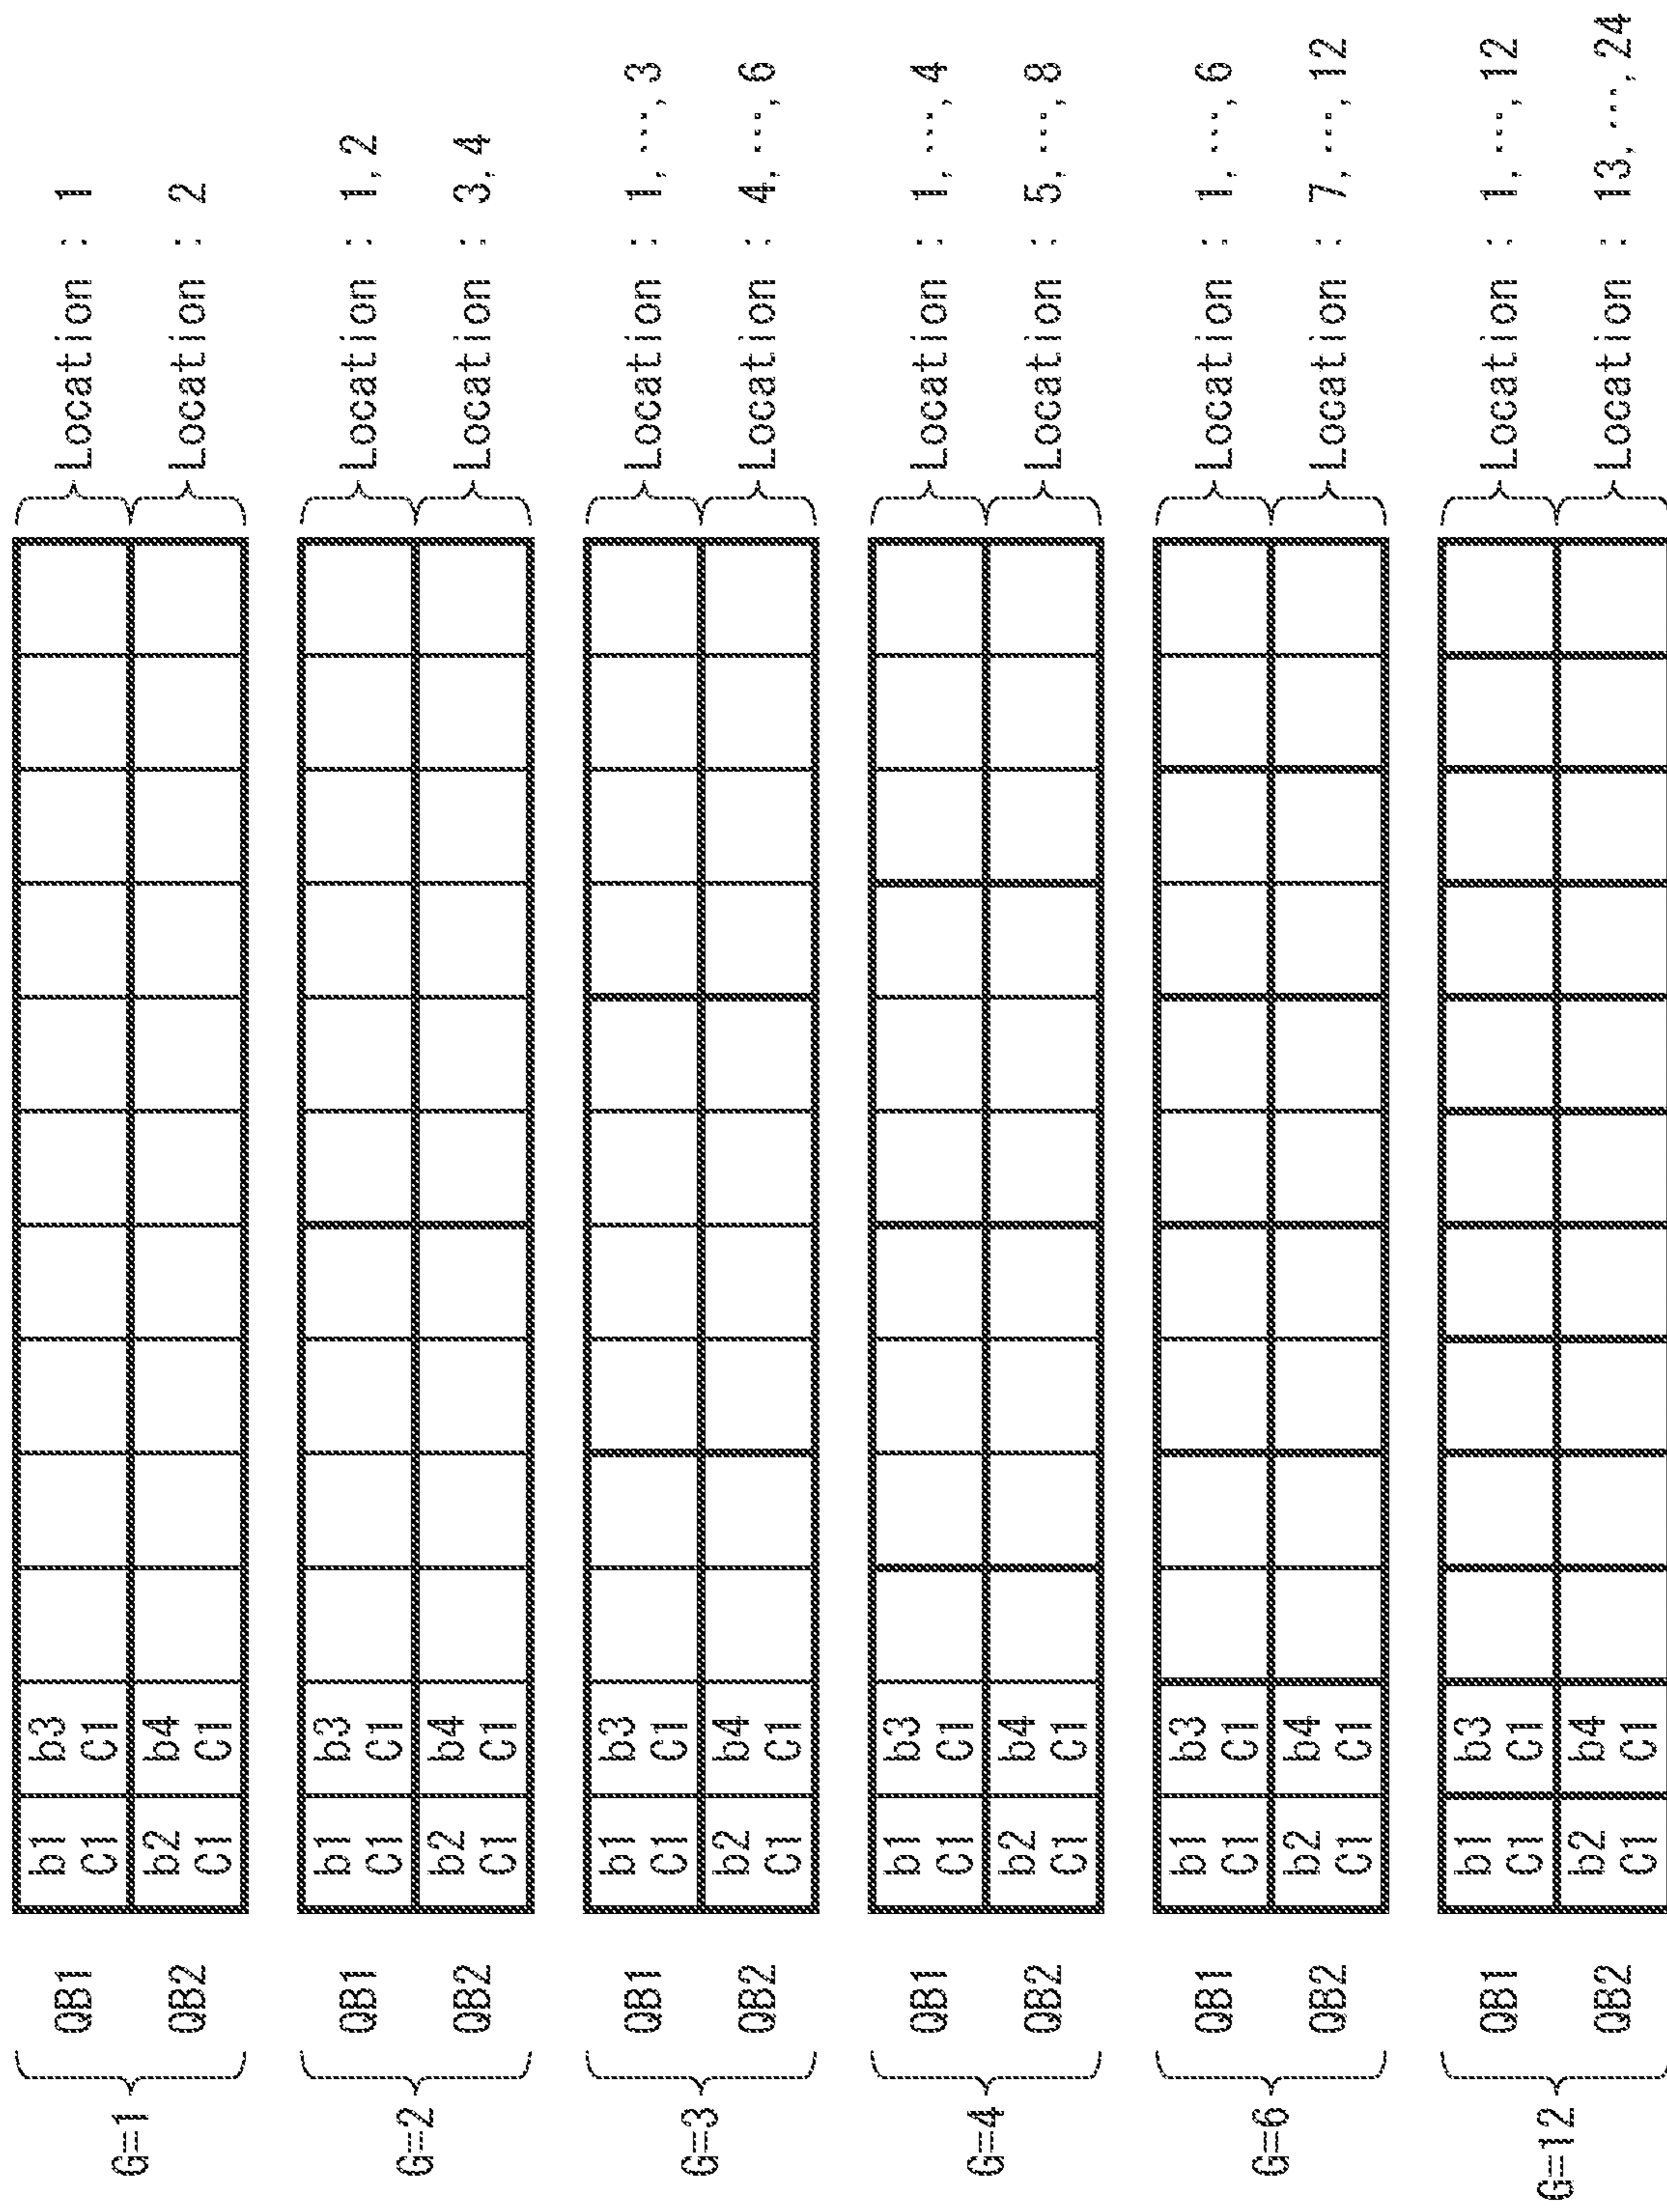 G=1
QB1 b1 b3 Location : 1
C1 C1
QB2 b2 b4 Location : 2
C1 C1
G=2
QB1 b1 b3 Location : 1, 2
C1 C1
QB2 b2 b4 Location : 3, 4
C1 C1
G=3
QB1 b1 b3 Location : 1, ···, 3
C1 C1
QB2 b2 b4 Location : 4, ···, 6
C1 C1
G=4
QB1 b1 b3 Location : 1, ···, 4
C1 C1
QB2 b2 b4 Location : 5, ···, 8
C1 C1
G=6
QB1 b1 b3 Location : 1, ···, 6
C1 C1
QB2 b2 b4 Location : 7, ···, 12
C1 C1
G=12
QB1 b1 b3 Location : 1, ···, 12
C1 C1
QB2 b2 b4 Location : 13, ···, 24
C1 C1